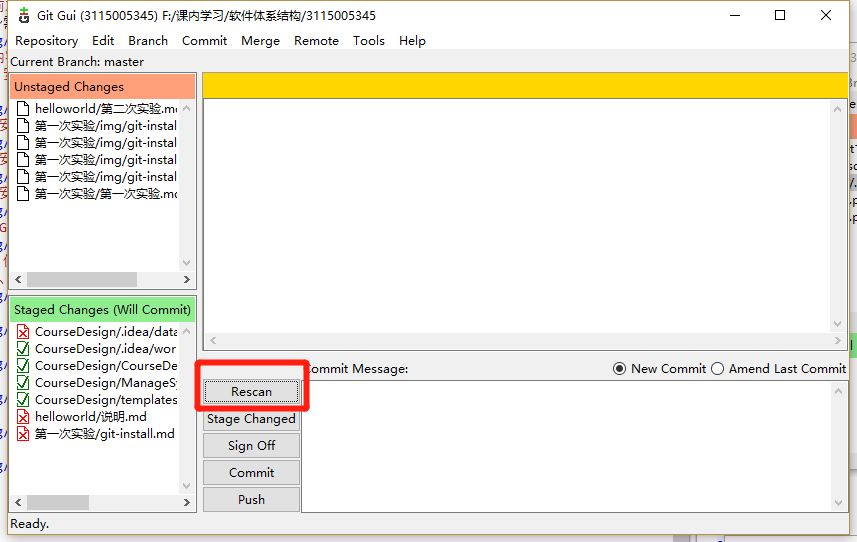 Git Gui (3115005345) F:/课内学习/软件体系结构/3115005345
Repository Edit Branch Commit Merge Remote Tools Help
Current Branch: master
Unstaged Changes
helloworld/第二次实验.m
第一次实验/img/git-instal
第一次实验/img/git-instal
第一次实验/img/git-instal
第一次实验/img/git-instal
第一次实验/第一次实验.m
Staged Changes (Will Commit)
CourseDesign/.idea/data
CourseDesign/.idea/wor
CourseDesign/CourseDe
CourseDesign/ManageSy
CourseDesign/templates
helloworld/说明.md
第一次实验/git-install.md
Rescan
Stage Changed
Sign Off
Commit
Push
Commit Message:
New Commit
Amend Last Commit
Ready.